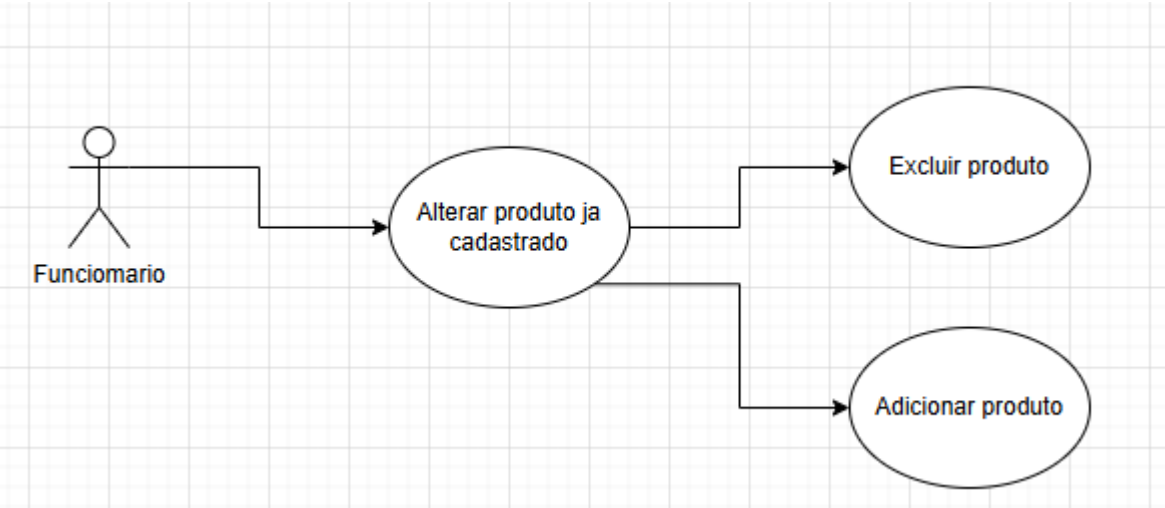 Funciomario
Alterar produto ja
cadastrado
Excluir produto
Adicionar produto